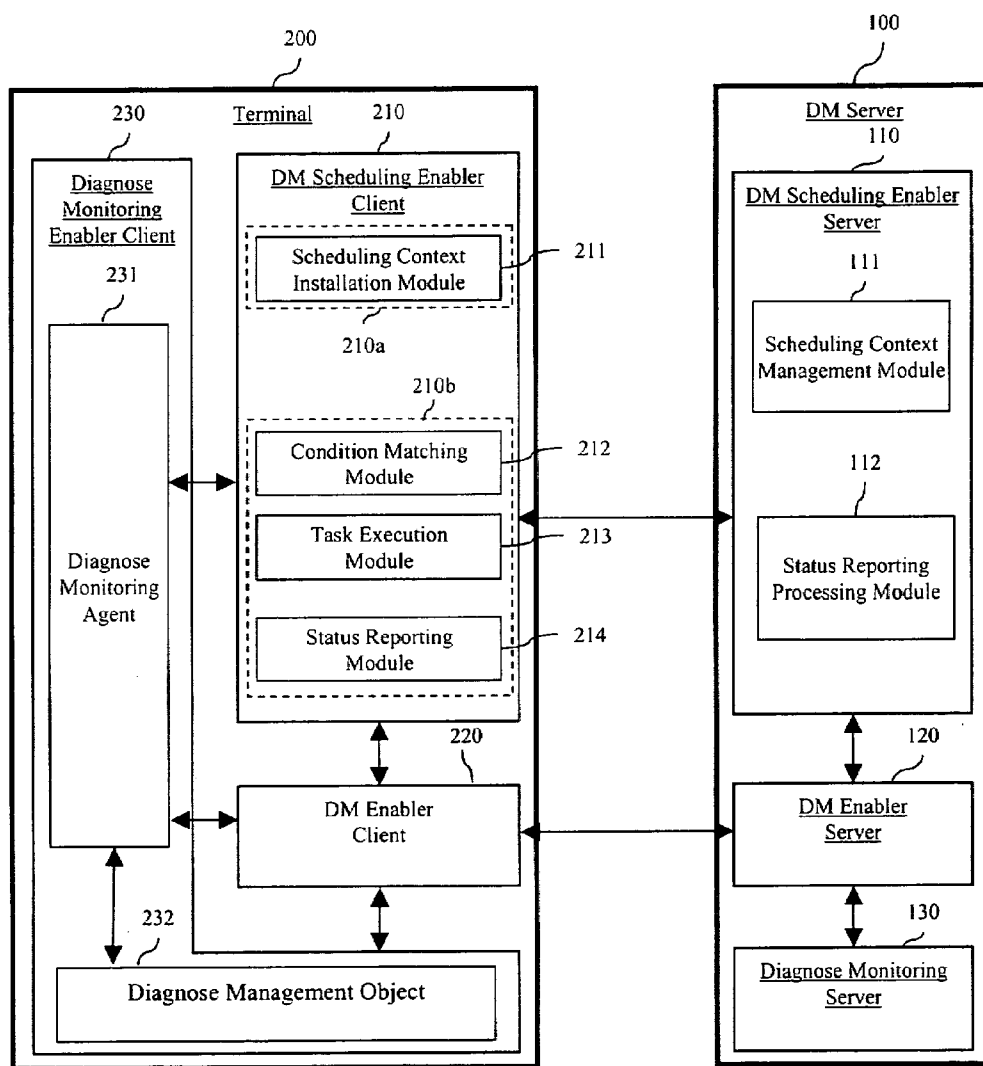 200
100
Terminal
DM Server
230
210
110
Diagnose
Monitoring
Enabler Client
DM Scheduling Enabler
Client
DM Scheduling Enabler
Server
231
Scheduling Context
Installation Module
211
111
210a
Scheduling Context
Management Module
210b
Condition Matching
Module
212
112
Task Execution
Module
213
Diagnose
Monitoring
Agent
Status Reporting
Processing Module
Status Reporting
Module
214
220
120
DM Enabler
Client
DM Enabler
Server
232
130
Diagnose Management Object
Diagnose Monitoring
Server